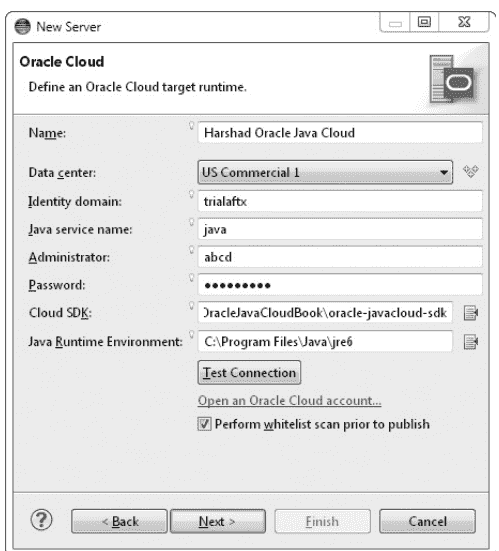 New Server
Oracle Cloud
Define an Oracle Cloud target runtime.
Name: Harshad Oracle Java Cloud
Data center: US Commercial 1
Identity domain: trialaftx
Java service name: java
Administrator: abcd
Password: •••••••••
Cloud SDK: OracleJavaCloudBook\oracle-javacloud-sdk
Java Runtime Environment: C:\Program Files\Java\jre6
Test Connection
Open an Oracle Cloud account...
Perform whitelist scan prior to publish
? < Back Next > Finish Cancel